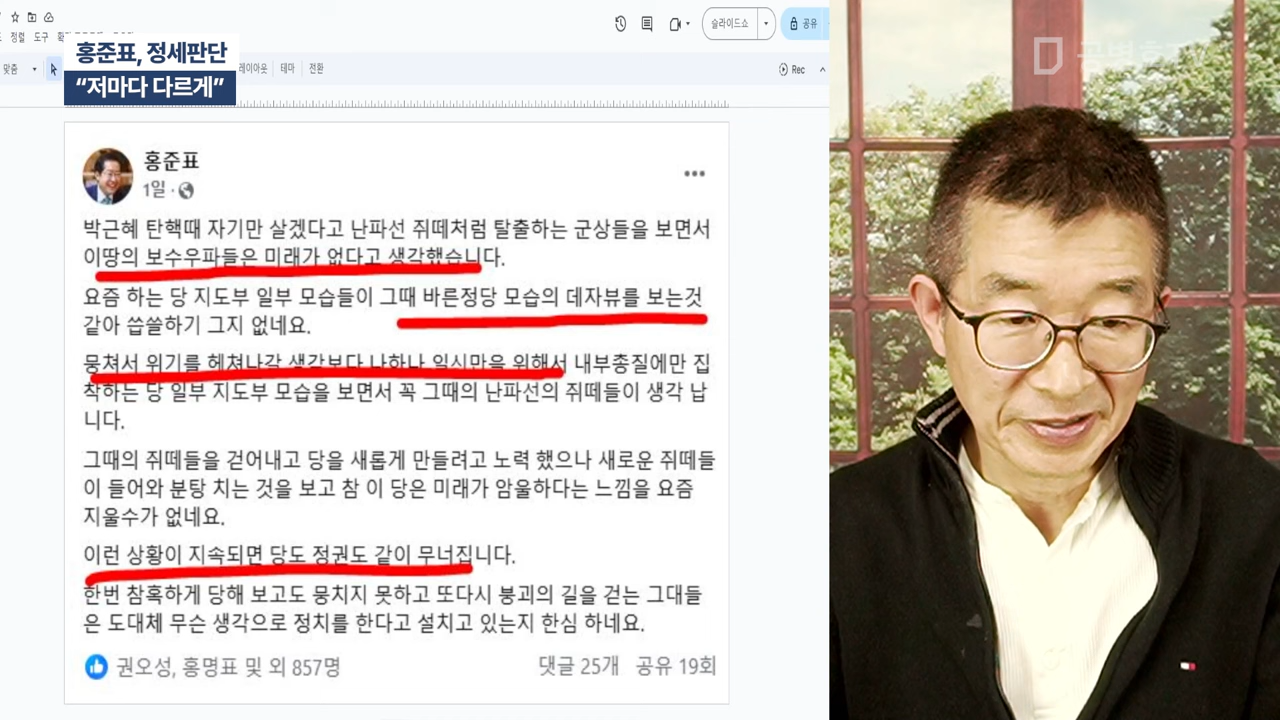 정렬 도구
홍준표, 정세판단
“저마다 다르게”
슬라이드쇼
공유
맞춤
레이아웃 테마 전환
Rec
공병호TV
홍준표
1일
박근혜 탄핵때 자기만 살겠다고 난파선 쥐떼처럼 탈출하는 군상들을 보면서
이땅의 보수우파들은 미래가 없다고 생각했습니다.
요즘 하는 당 지도부 일부 모습들이 그때 바른정당 모습의 데자뷰를 보는것
같아 씁쓸하기 그지 없네요.
뭉쳐서 위기를 헤쳐나갈 생각보다 나하나 일신만을 위해서 내부총질에만 집
착하는 당 일부 지도부 모습을 보면서 꼭 그때의 난파선의 쥐떼들이 생각 납
니다.
그때의 쥐떼들을 걷어내고 당을 새롭게 만들려고 노력 했으나 새로운 쥐떼들
이 들어와 분탕 치는 것을 보고 참 이 당은 미래가 암울하다는 느낌을 요즘
지울수가 없네요.
이런 상황이 지속되면 당도 정권도 같이 무너집니다.
한번 참혹하게 당해 보고도 뭉치지 못하고 또다시 붕괴의 길을 걷는 그대들
은 도대체 무슨 생각으로 정치를 한다고 설치고 있는지 한심 하네요.
권오성, 홍명표 및 외 857명
댓글 25개 공유 19회